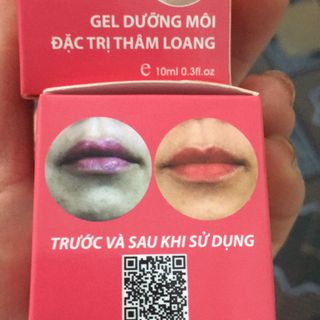 GEL DƯỠNG MÔI
ĐẶC TRỊ THÂM LOANG
e 10ml 0.3fl.oz
TRƯỚC VÀ SAU KHI SỬ DỤNG